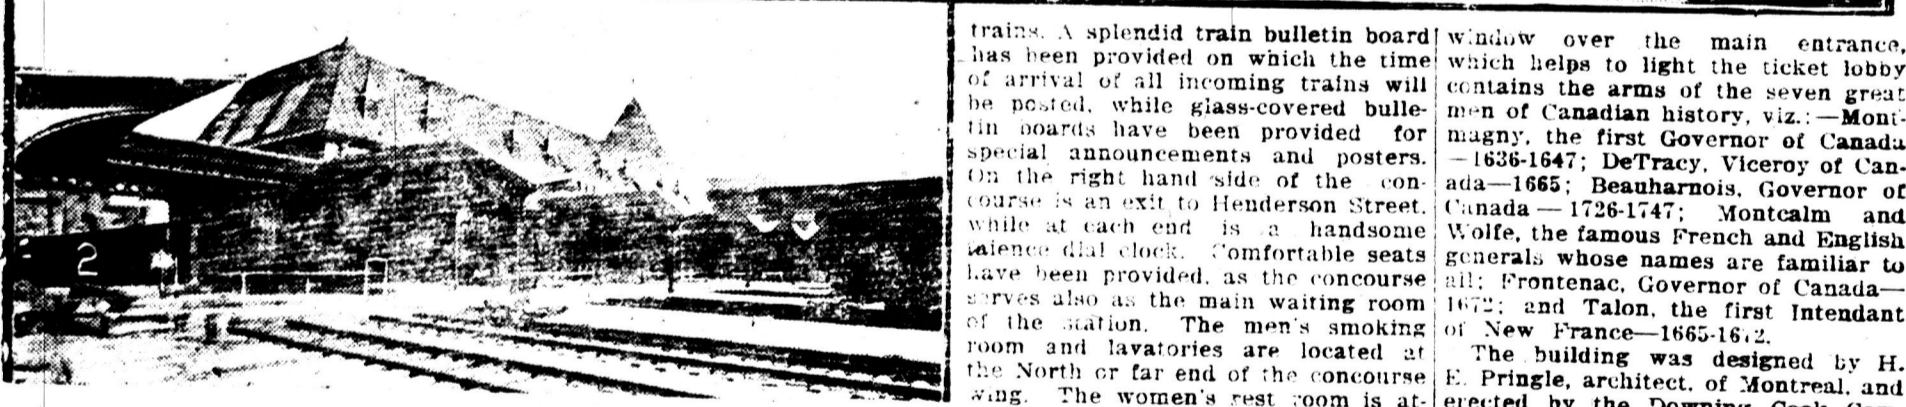 2
trains. A splendid train bulletin board
has been provided on which the time
of arrival of all incoming trains will
be posted, while glass-covered bulle-
tin boards have been provided for
special announcements and posters.
On the right hand side of the con-
course is an exit to Henderson Street,
while at each end is a handsome
faience dial clock. Comfortable seats
have been provided, as the concourse
serves also as the main waiting room
of the station. The men's smoking
room and lavatories are located at
the North or far end of the concourse
wing. The women's rest room is at-
window over the main entrance,
which helps to light the ticket lobby
contains the arms of the seven great
men of Canadian history, viz.:—Mont-
magny, the first Governor of Canada
—1636-1647; DeTracy, Viceroy of Can-
ada—1665; Beauharnois, Governor of
Canada — 1726-1747; Montcalm and
Wolfe, the famous French and English
generals whose names are familiar to
all; Frontenac, Governor of Canada—
1672; and Talon, the first Intendant
of New France—1665-1672.
The building was designed by H.
E. Pringle, architect, of Montreal, and
erected by the Downing Cook Com-